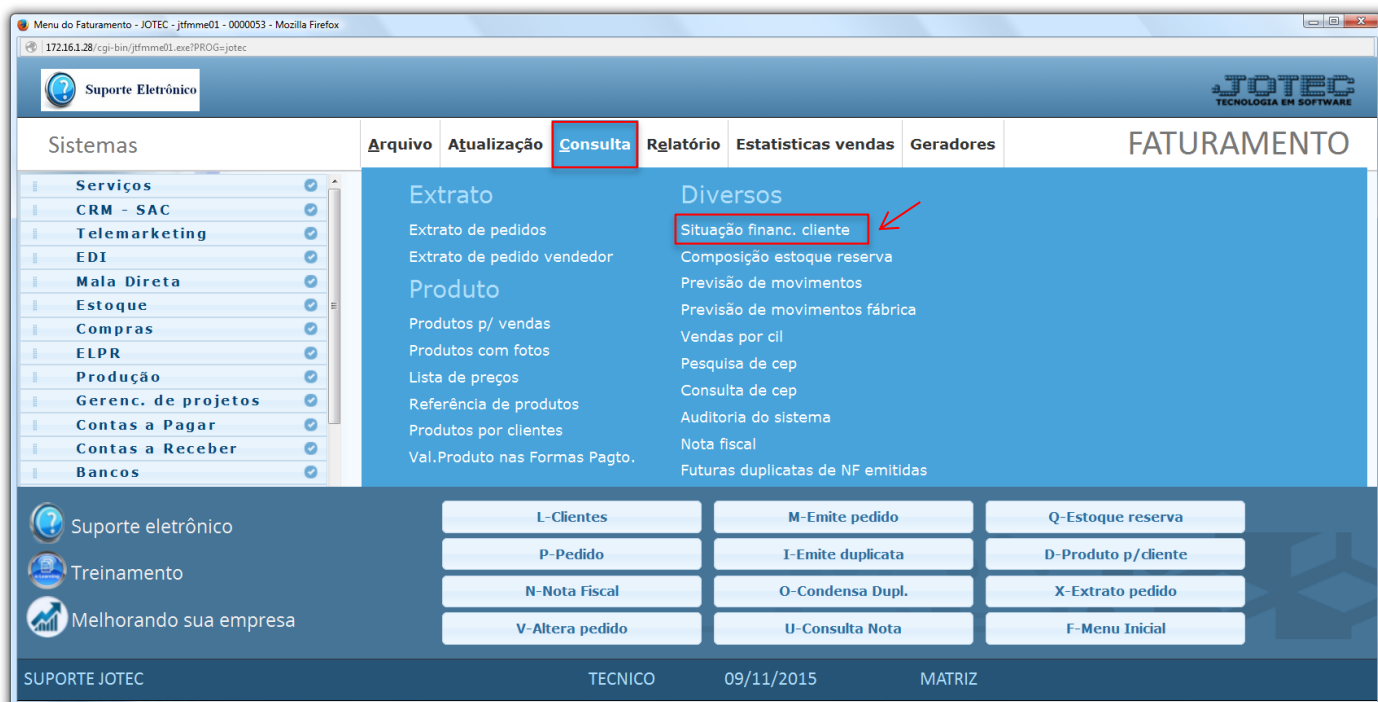 Menu do Faturamento - JOTEC - jtfmme01 - 0000053 - Mozilla Firefox
172.16.1.28/cgi-bin/jtfmme01.exe?PROG=jotec
Suporte Eletrônico
JOTEC
TECNOLOGIA EM SOFTWARE
Sistemas
Arquivo Atualização Consulta Relatório Estatisticas vendas Geradores
FATURAMENTO
Serviços
CRM - SAC
Telemarketing
EDI
Mala Direta
Estoque
Compras
ELPR
Produção
Gerenc. de projetos
Contas a Pagar
Contas a Receber
Bancos
Extrato
Extrato de pedidos
Extrato de pedido vendedor
Produto
Produtos p/ vendas
Produtos com fotos
Lista de preços
Referência de produtos
Produtos por clientes
Val.Produto nas Formas Pagto.
Diversos
Situação financ. cliente
Composição estoque reserva
Previsão de movimentos
Previsão de movimentos fábrica
Vendas por cil
Pesquisa de cep
Consulta de cep
Auditoria do sistema
Nota fiscal
Futuras duplicatas de NF emitidas
Suporte eletrônico
Treinamento
Melhorando sua empresa
L-Clientes M-Emite pedido Q-Estoque reserva
P-Pedido I-Emite duplicata D-Produto p/cliente
N-Nota Fiscal O-Condensa Dupl. X-Extrato pedido
V-Altera pedido U-Consulta Nota F-Menu Inicial
SUPORTE JOTEC TECNICO 09/11/2015 MATRIZ